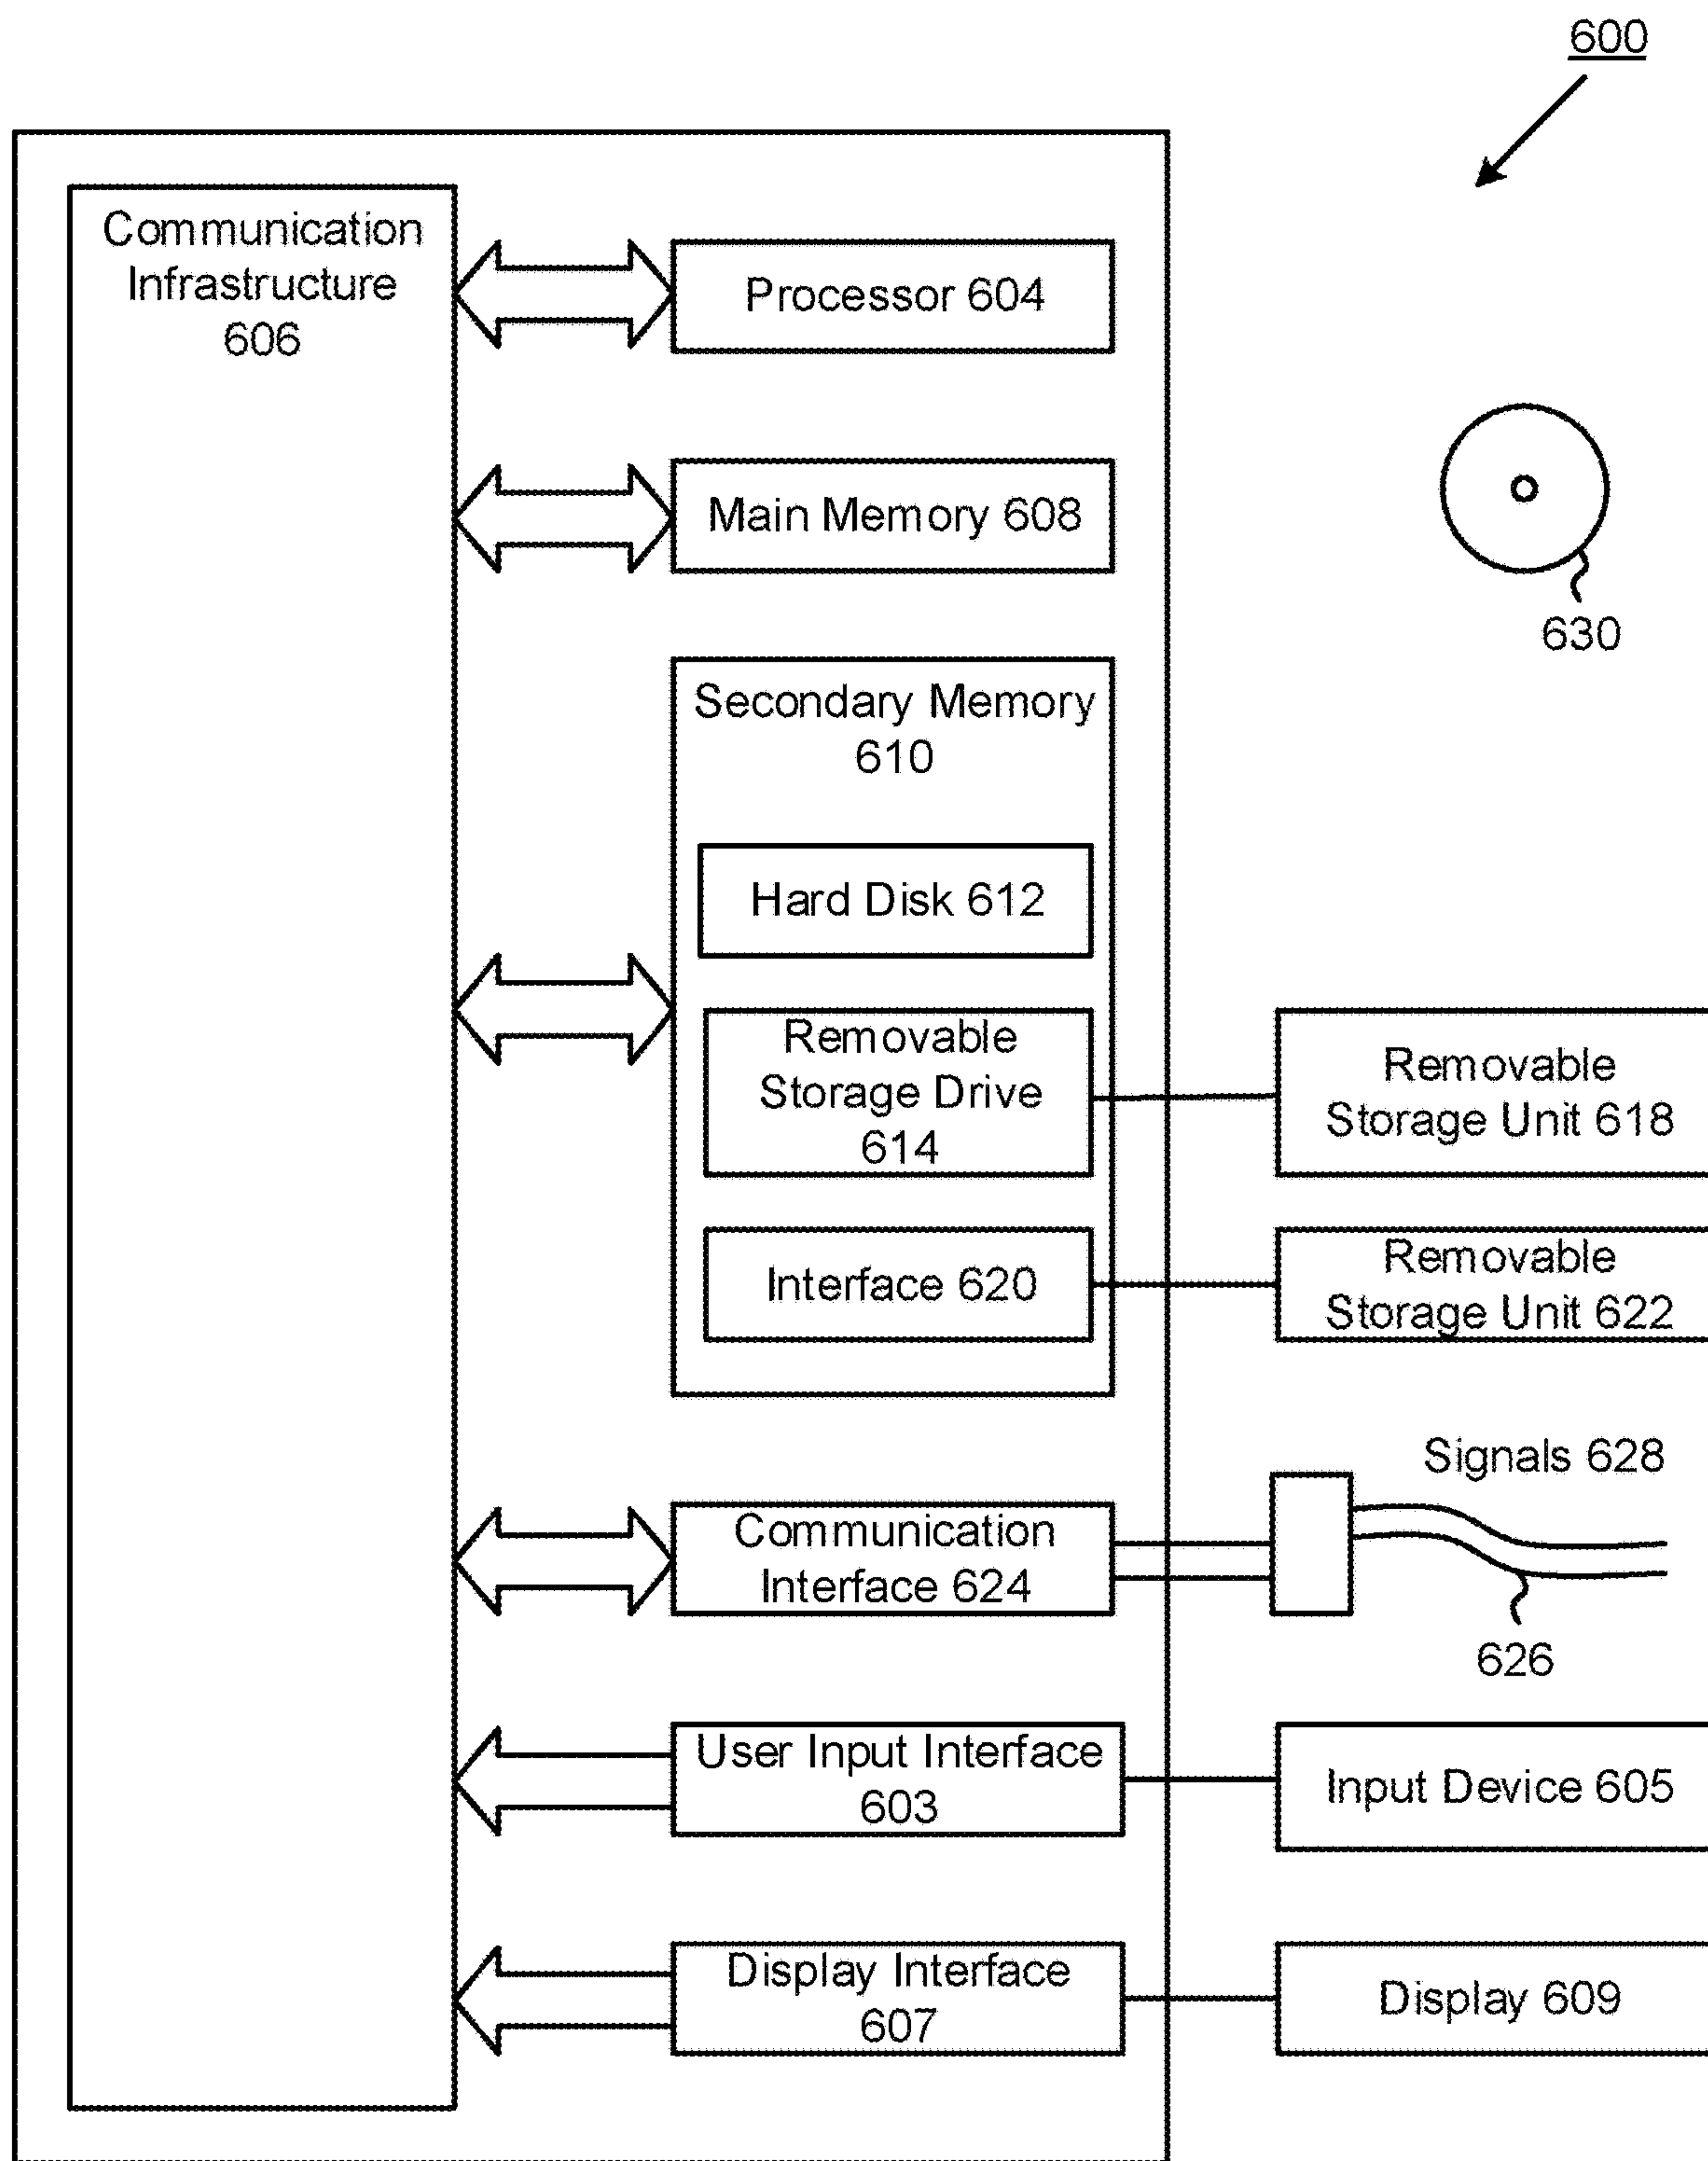 600
Communication
Infrastructure
606
Processor 604
Main Memory 608
630
Secondary Memory
610
Hard Disk 612
Removable
Storage Drive
614
Removable
Storage Unit 618
Interface 620
Removable
Storage Unit 622
Signals 628
Communication
Interface 624
626
User Input Interface
603
Input Device 605
Display Interface
607
Display 609